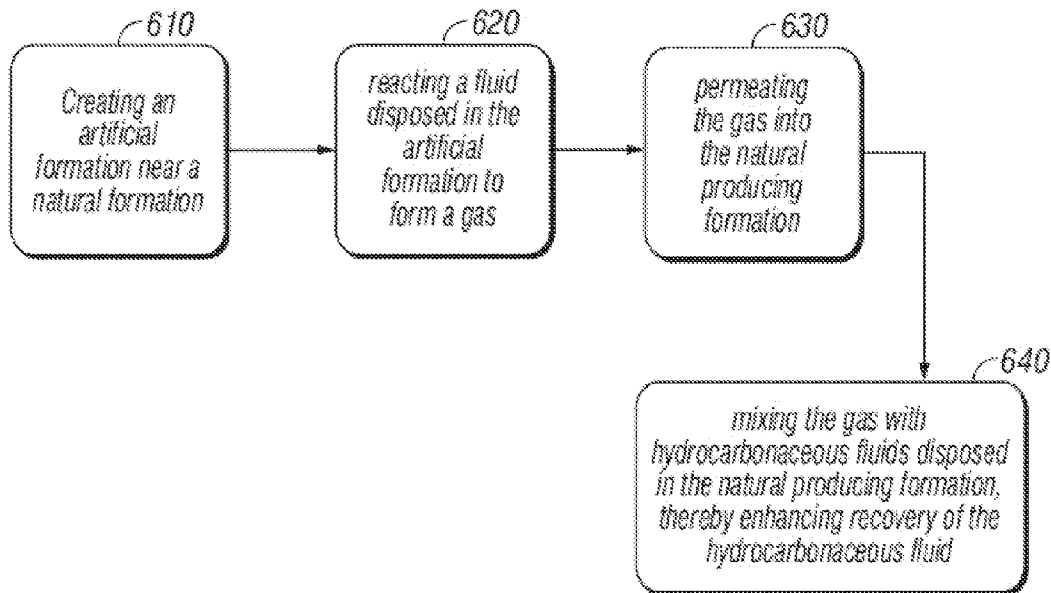 610
Creating an
artificial
formation near a
natural formation
620
reacting a fluid
disposed in the
artificial
formation to
form a gas
630
permeating
the gas into
the natural
producing
formation
640
mixing the gas with
hydrocarbonaceous fluids disposed
in the natural producing formation,
thereby enhancing recovery of the
hydrocarbonaceous fluid